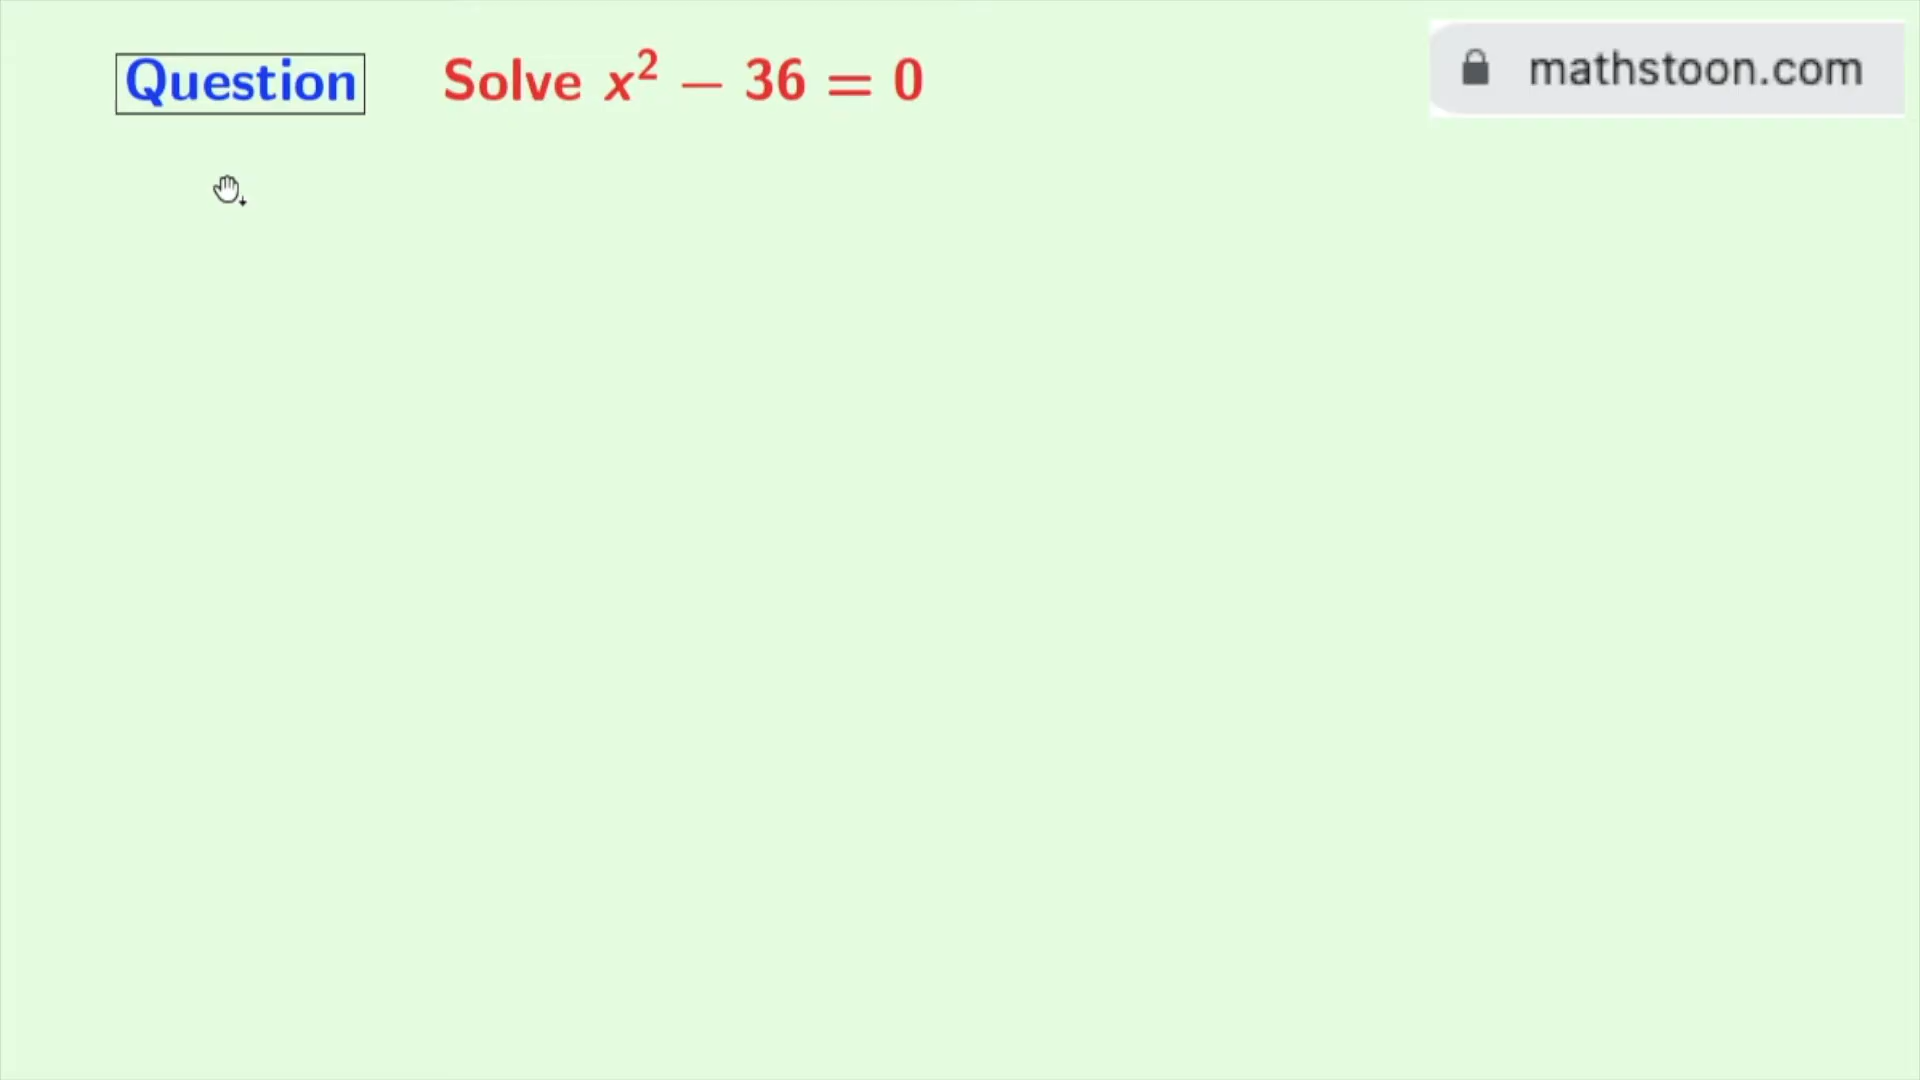 Question Solve x² − 36 = 0
mathstoon.com